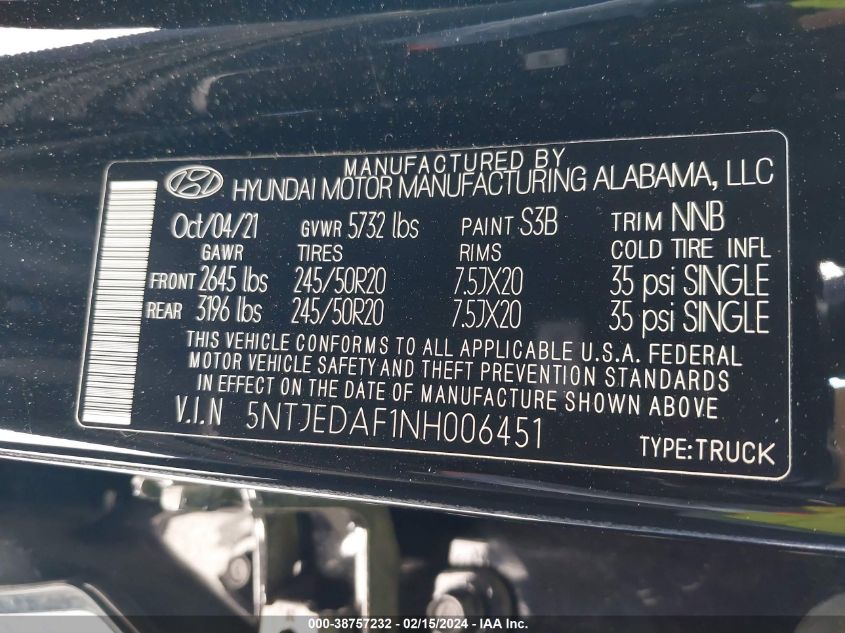 MANUFACTURED BY
HYUNDAI MOTOR MANUFACTURING ALABAMA, LLC
Oct/04/21 GVWR 5732 lbs PAINT S3B TRIM NNB
GAWR TIRES RIMS COLD TIRE INFL
FRONT 2645 lbs 245/50R20 7.5JX20 35 psi SINGLE
REAR 3196 lbs 245/50R20 7.5JX20 35 psi SINGLE
THIS VEHICLE CONFORMS TO ALL APPLICABLE U.S.A. FEDERAL
MOTOR VEHICLE SAFETY AND THEFT PREVENTION STANDARDS
IN EFFECT ON THE DATE OF MANUFACTURE SHOWN ABOVE.
V.I.N 5NTJEDAF1NH006451
TYPE:TRUCK
000-38757232 - 02/15/2024 - IAA Inc.